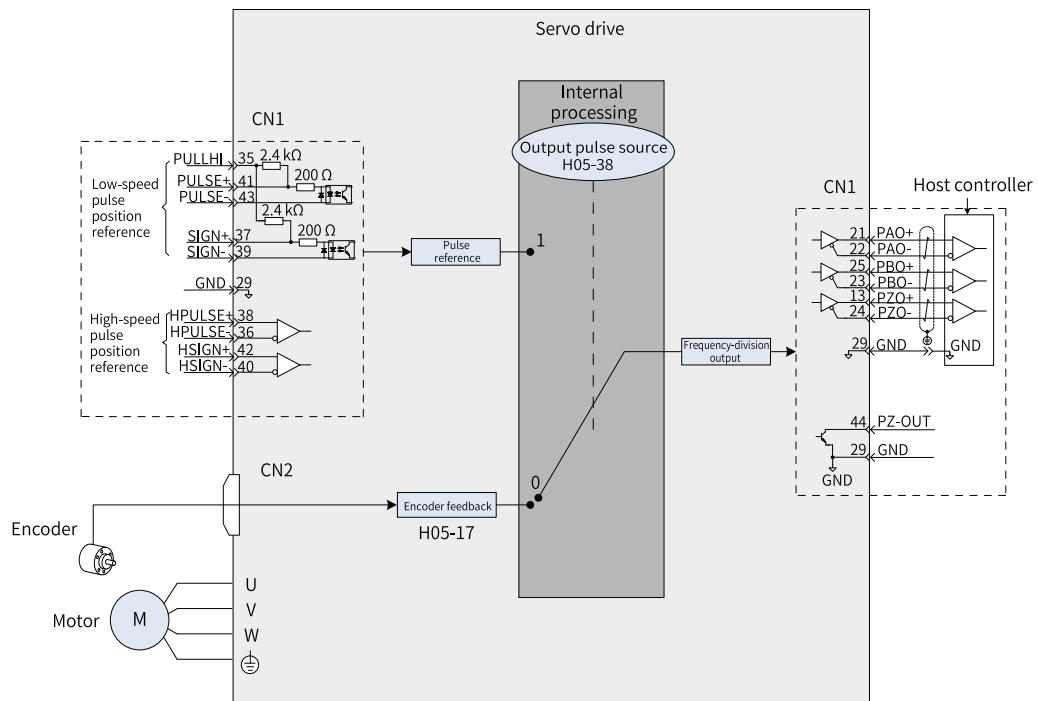 Servo drive
CN1
PULLHI
35
2.4 kΩ
PULSE+
41
200 Ω
PULSE-
43
2.4 kΩ
SIGN+
37
200 Ω
SIGN-
39
Low-speed
pulse
position
reference
GND
29
HPULSE+
38
HPULSE-
36
HSIGN+
42
HSIGN-
40
High-speed
pulse
position
reference
Pulse
reference
Internal
processing
Output pulse source
H05-38
1
0
Frequency-division
output
CN1
Host controller
21
PAO+
22
PAO-
25
PBO+
23
PBO-
13
PZO+
24
PZO-
29
GND
GND
44
PZ-OUT
29
GND
GND
CN2
Encoder
Encoder feedback
H05-17
Motor
M
U
V
W